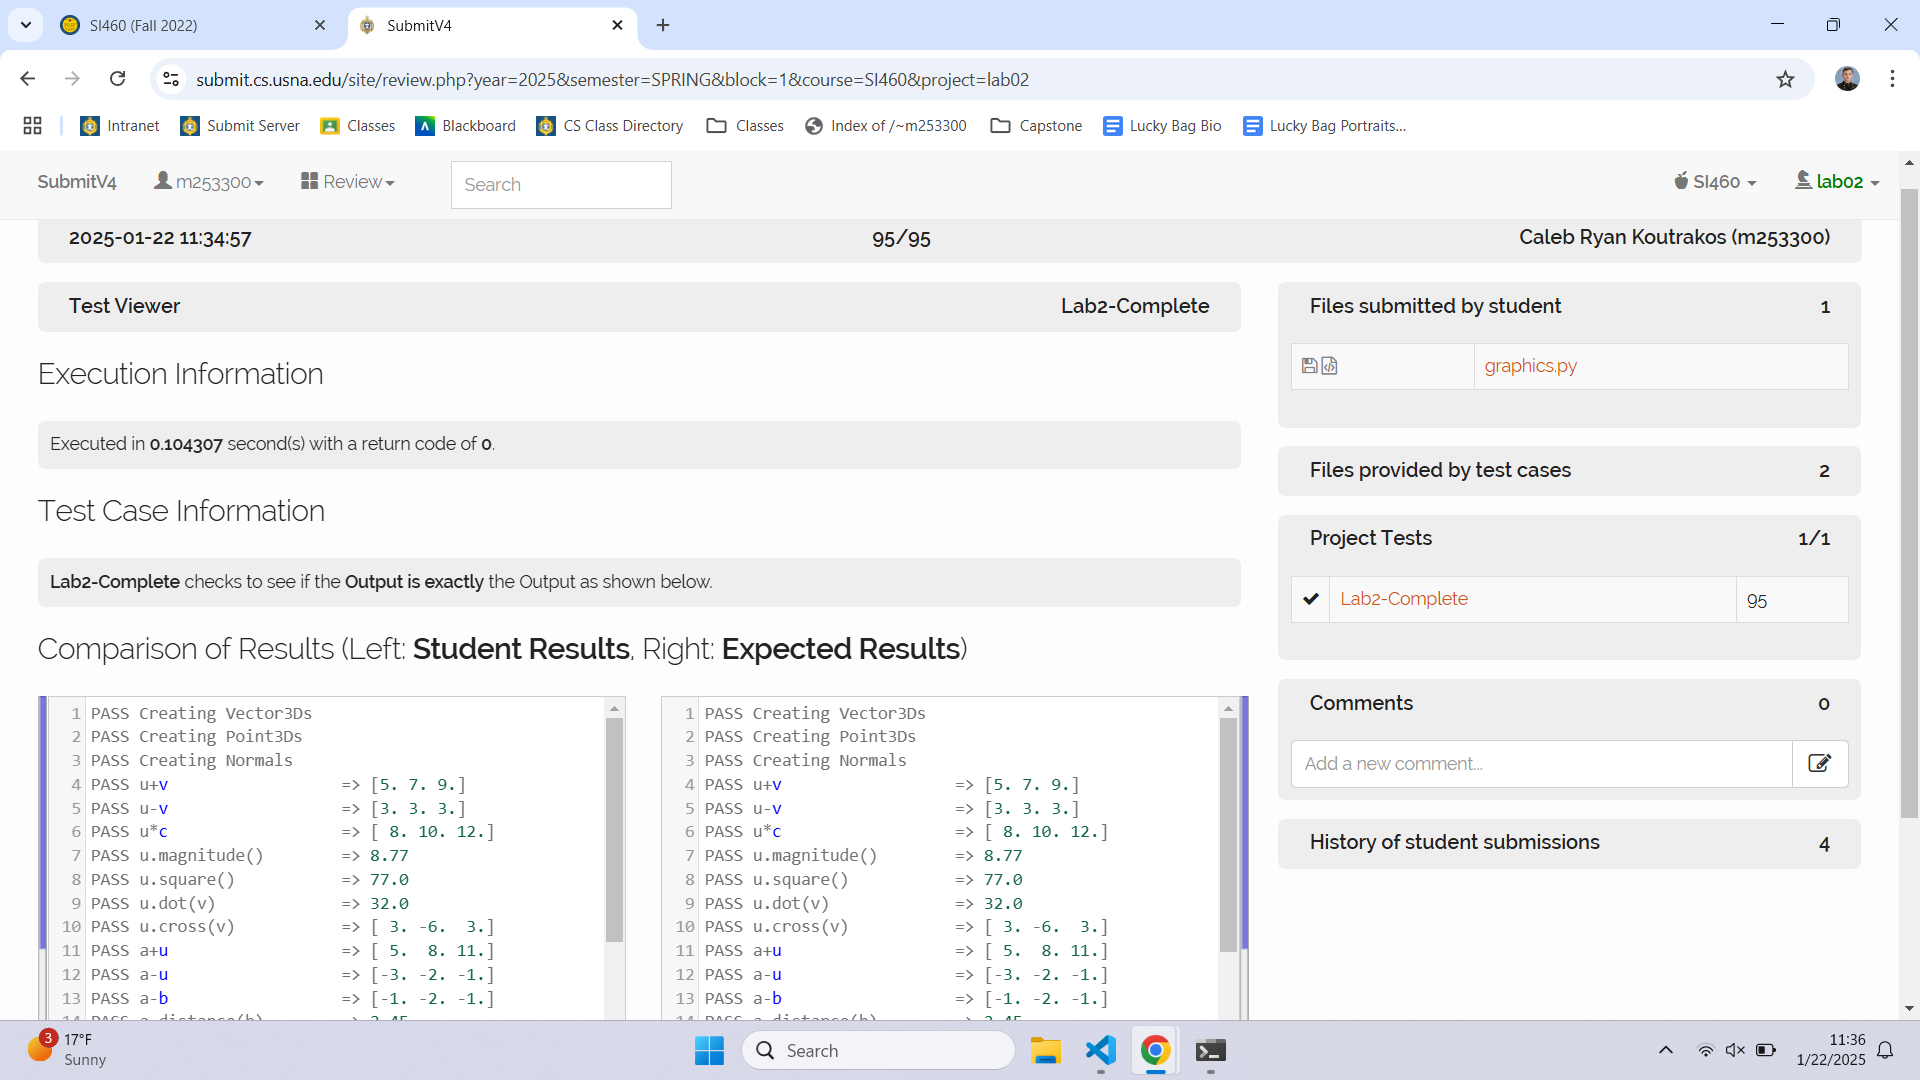 SI460 (Fall 2022)
SubmitV4
submit.cs.usna.edu/site/review.php?year=2025&semester=SPRING&block=1&course=SI460&project=lab02
Intranet Submit Server Classes Blackboard CS Class Directory Classes Index of /~m253300 Capstone Lucky Bag Bio Lucky Bag Portraits...
SubmitV4 m253300 Review Search SI460 lab02
2025-01-22 11:34:57 95/95 Caleb Ryan Koutrakos (m253300)
Test Viewer Lab2-Complete
Execution Information
Executed in 0.104307 second(s) with a return code of 0.
Test Case Information
Lab2-Complete checks to see if the Output is exactly the Output as shown below.
Comparison of Results (Left: Student Results, Right: Expected Results)
1 PASS Creating Vector3Ds
2 PASS Creating Point3Ds
3 PASS Creating Normals
4 PASS u+v => [5. 7. 9.]
5 PASS u-v => [3. 3. 3.]
6 PASS u*c => [ 8. 10. 12.]
7 PASS u.magnitude() => 8.77
8 PASS u.square() => 77.0
9 PASS u.dot(v) => 32.0
10 PASS u.cross(v) => [ 3. -6.  3.]
11 PASS a+u => [ 5.  8. 11.]
12 PASS a-u => [-3. -2. -1.]
13 PASS a-b => [-1. -2. -1.]
14 PASS a.distance(b) => 2.45
1 PASS Creating Vector3Ds
2 PASS Creating Point3Ds
3 PASS Creating Normals
4 PASS u+v => [5. 7. 9.]
5 PASS u-v => [3. 3. 3.]
6 PASS u*c => [ 8. 10. 12.]
7 PASS u.magnitude() => 8.77
8 PASS u.square() => 77.0
9 PASS u.dot(v) => 32.0
10 PASS u.cross(v) => [ 3. -6.  3.]
11 PASS a+u => [ 5.  8. 11.]
12 PASS a-u => [-3. -2. -1.]
13 PASS a-b => [-1. -2. -1.]
14 PASS a.distance(b) => 2.45
Files submitted by student 1
graphics.py
Files provided by test cases 2
Project Tests 1/1
Lab2-Complete 95
Comments 0
Add a new comment...
History of student submissions 4
3
17°F
Sunny
Search
11:36
1/22/2025